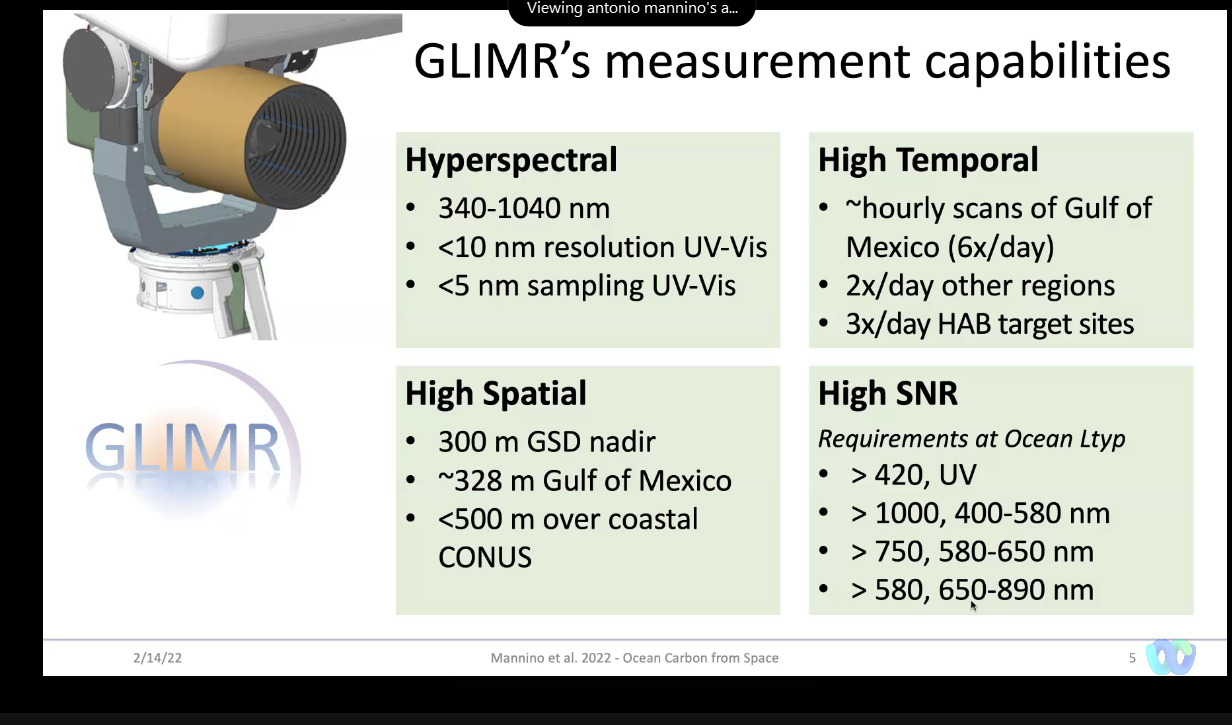 Viewing antonio mannino's a...
GLIMR's measurement capabilities
Hyperspectral
• 340-1040 nm
• <10 nm resolution UV-Vis
• <5 nm sampling UV-Vis
High Temporal
• ~hourly scans of Gulf of
Mexico (6x/day)
• 2x/day other regions
• 3x/day HAB target sites
High Spatial
• 300 m GSD nadir
• ~328 m Gulf of Mexico
• <500 m over coastal
CONUS
High SNR
Requirements at Ocean Ltyp
• > 420, UV
• > 1000, 400-580 nm
• > 750, 580-650 nm
• > 580, 650-890 nm
GLIMR
2/14/22
Mannino et al. 2022 - Ocean Carbon from Space
5